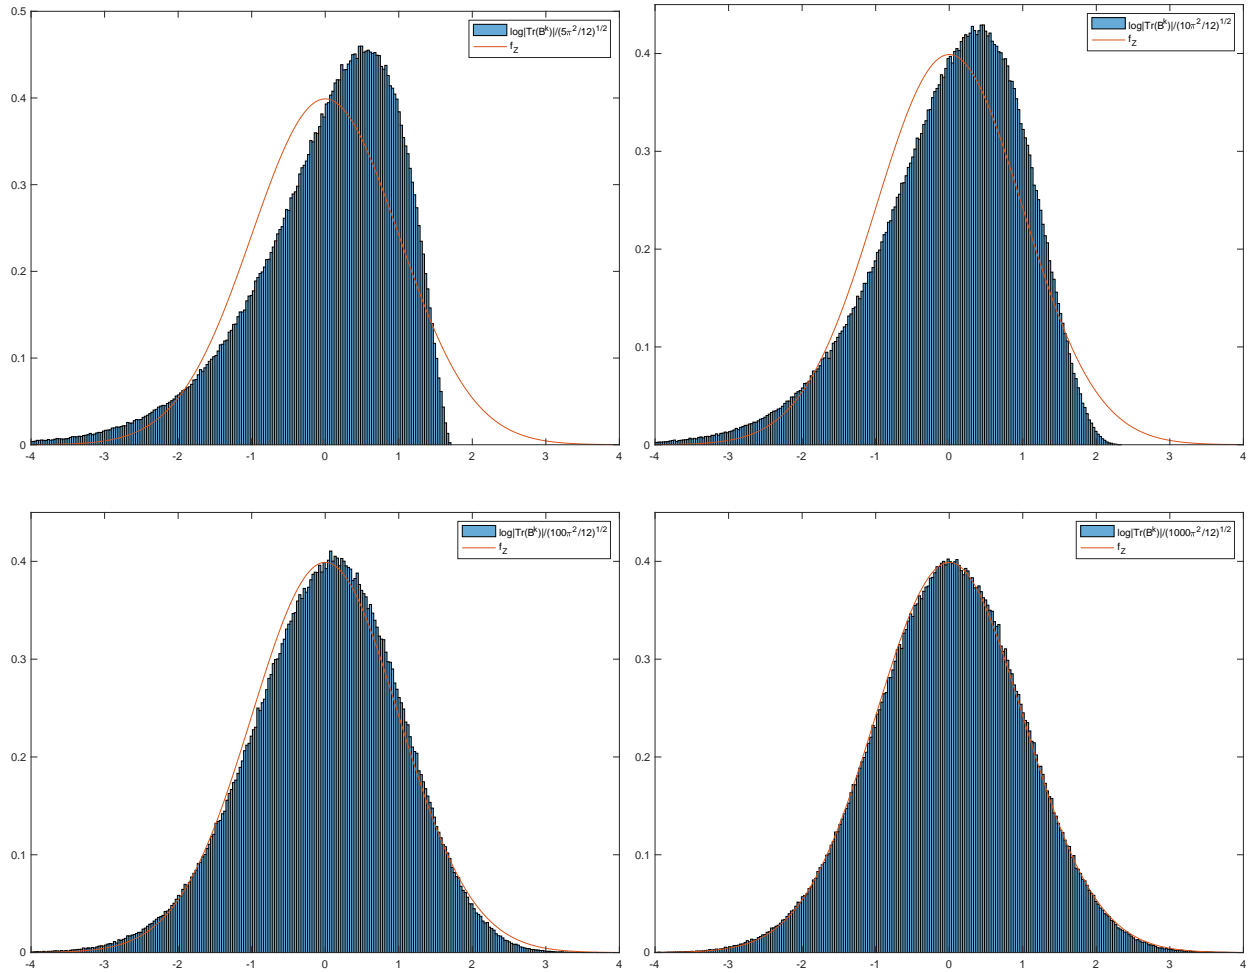 0.5
0.4
0.3
0.2
0.1
0
-4 -3 -2 -1 0 1 2 3 4
log|Tr(B^k)|/(5π^2/12)^1/2
f_Z
0.4
0.3
0.2
0.1
0
-4 -3 -2 -1 0 1 2 3 4
log|Tr(B^k)|/(10π^2/12)^1/2
f_Z
0.4
0.3
0.2
0.1
0
-4 -3 -2 -1 0 1 2 3 4
log|Tr(B^k)|/(100π^2/12)^1/2
f_Z
0.4
0.3
0.2
0.1
0
-4 -3 -2 -1 0 1 2 3 4
log|Tr(B^k)|/(1000π^2/12)^1/2
f_Z